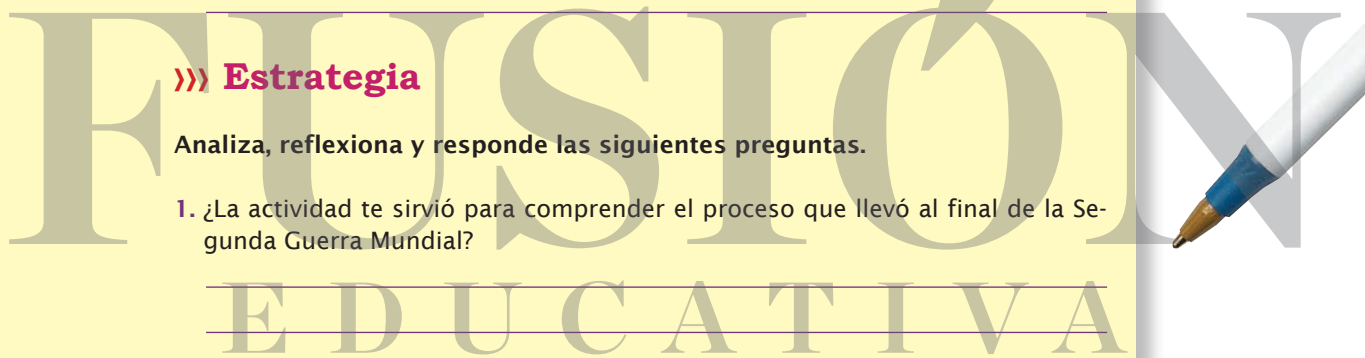 FUSIÓN
››› Estrategia
Analiza, reflexiona y responde las siguientes preguntas.
1. ¿La actividad te sirvió para comprender el proceso que llevó al final de la Se-
gunda Guerra Mundial?
EDUCATIVA